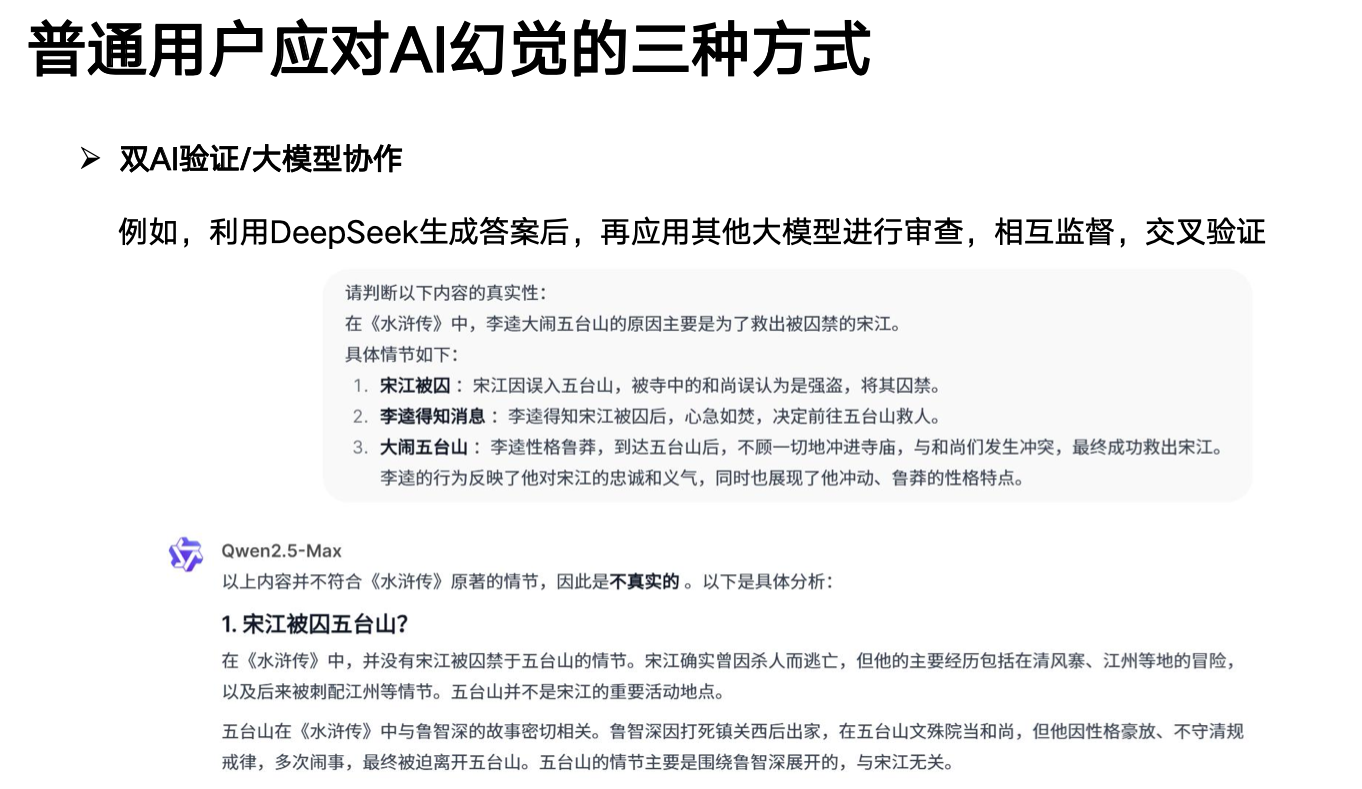 普通用户应对AI幻觉的三种方式
➢ 双AI验证/大模型协作
例如，利用DeepSeek生成答案后，再应用其他大模型进行审查，相互监督，交叉验证
请判断以下内容的真实性：
在《水浒传》中，李逵大闹五台山的原因主要是为了救出被囚禁的宋江。
具体情节如下：
1. 宋江被囚 ：宋江因误入五台山，被寺中的和尚误认为是强盗，将其囚禁。
2. 李逵得知消息 ：李逵得知宋江被囚后，心急如焚，决定前往五台山救人。
3. 大闹五台山 ：李逵性格鲁莽，到达五台山后，不顾一切地冲进寺庙，与和尚们发生冲突，最终成功救出宋江。
李逵的行为反映了他对宋江的忠诚和义气，同时也展现了他冲动、鲁莽的性格特点。
Qwen2.5-Max
以上内容并不符合《水浒传》原著的情节，因此是不真实的 。以下是具体分析：
1. 宋江被囚五台山？
在《水浒传》中，并没有宋江被囚禁于五台山的情节。宋江确实曾因杀人而逃亡，但他的主要经历包括在清风寨、江州等地的冒险，
以及后来被刺配江州等情节。五台山并不是宋江的重要活动地点。
五台山在《水浒传》中与鲁智深的故事密切相关。鲁智深因打死镇关西后出家，在五台山文殊院当和尚，但他因性格豪放、不守清规
戒律，多次闹事，最终被迫离开五台山。五台山的情节主要是围绕鲁智深展开的，与宋江无关。